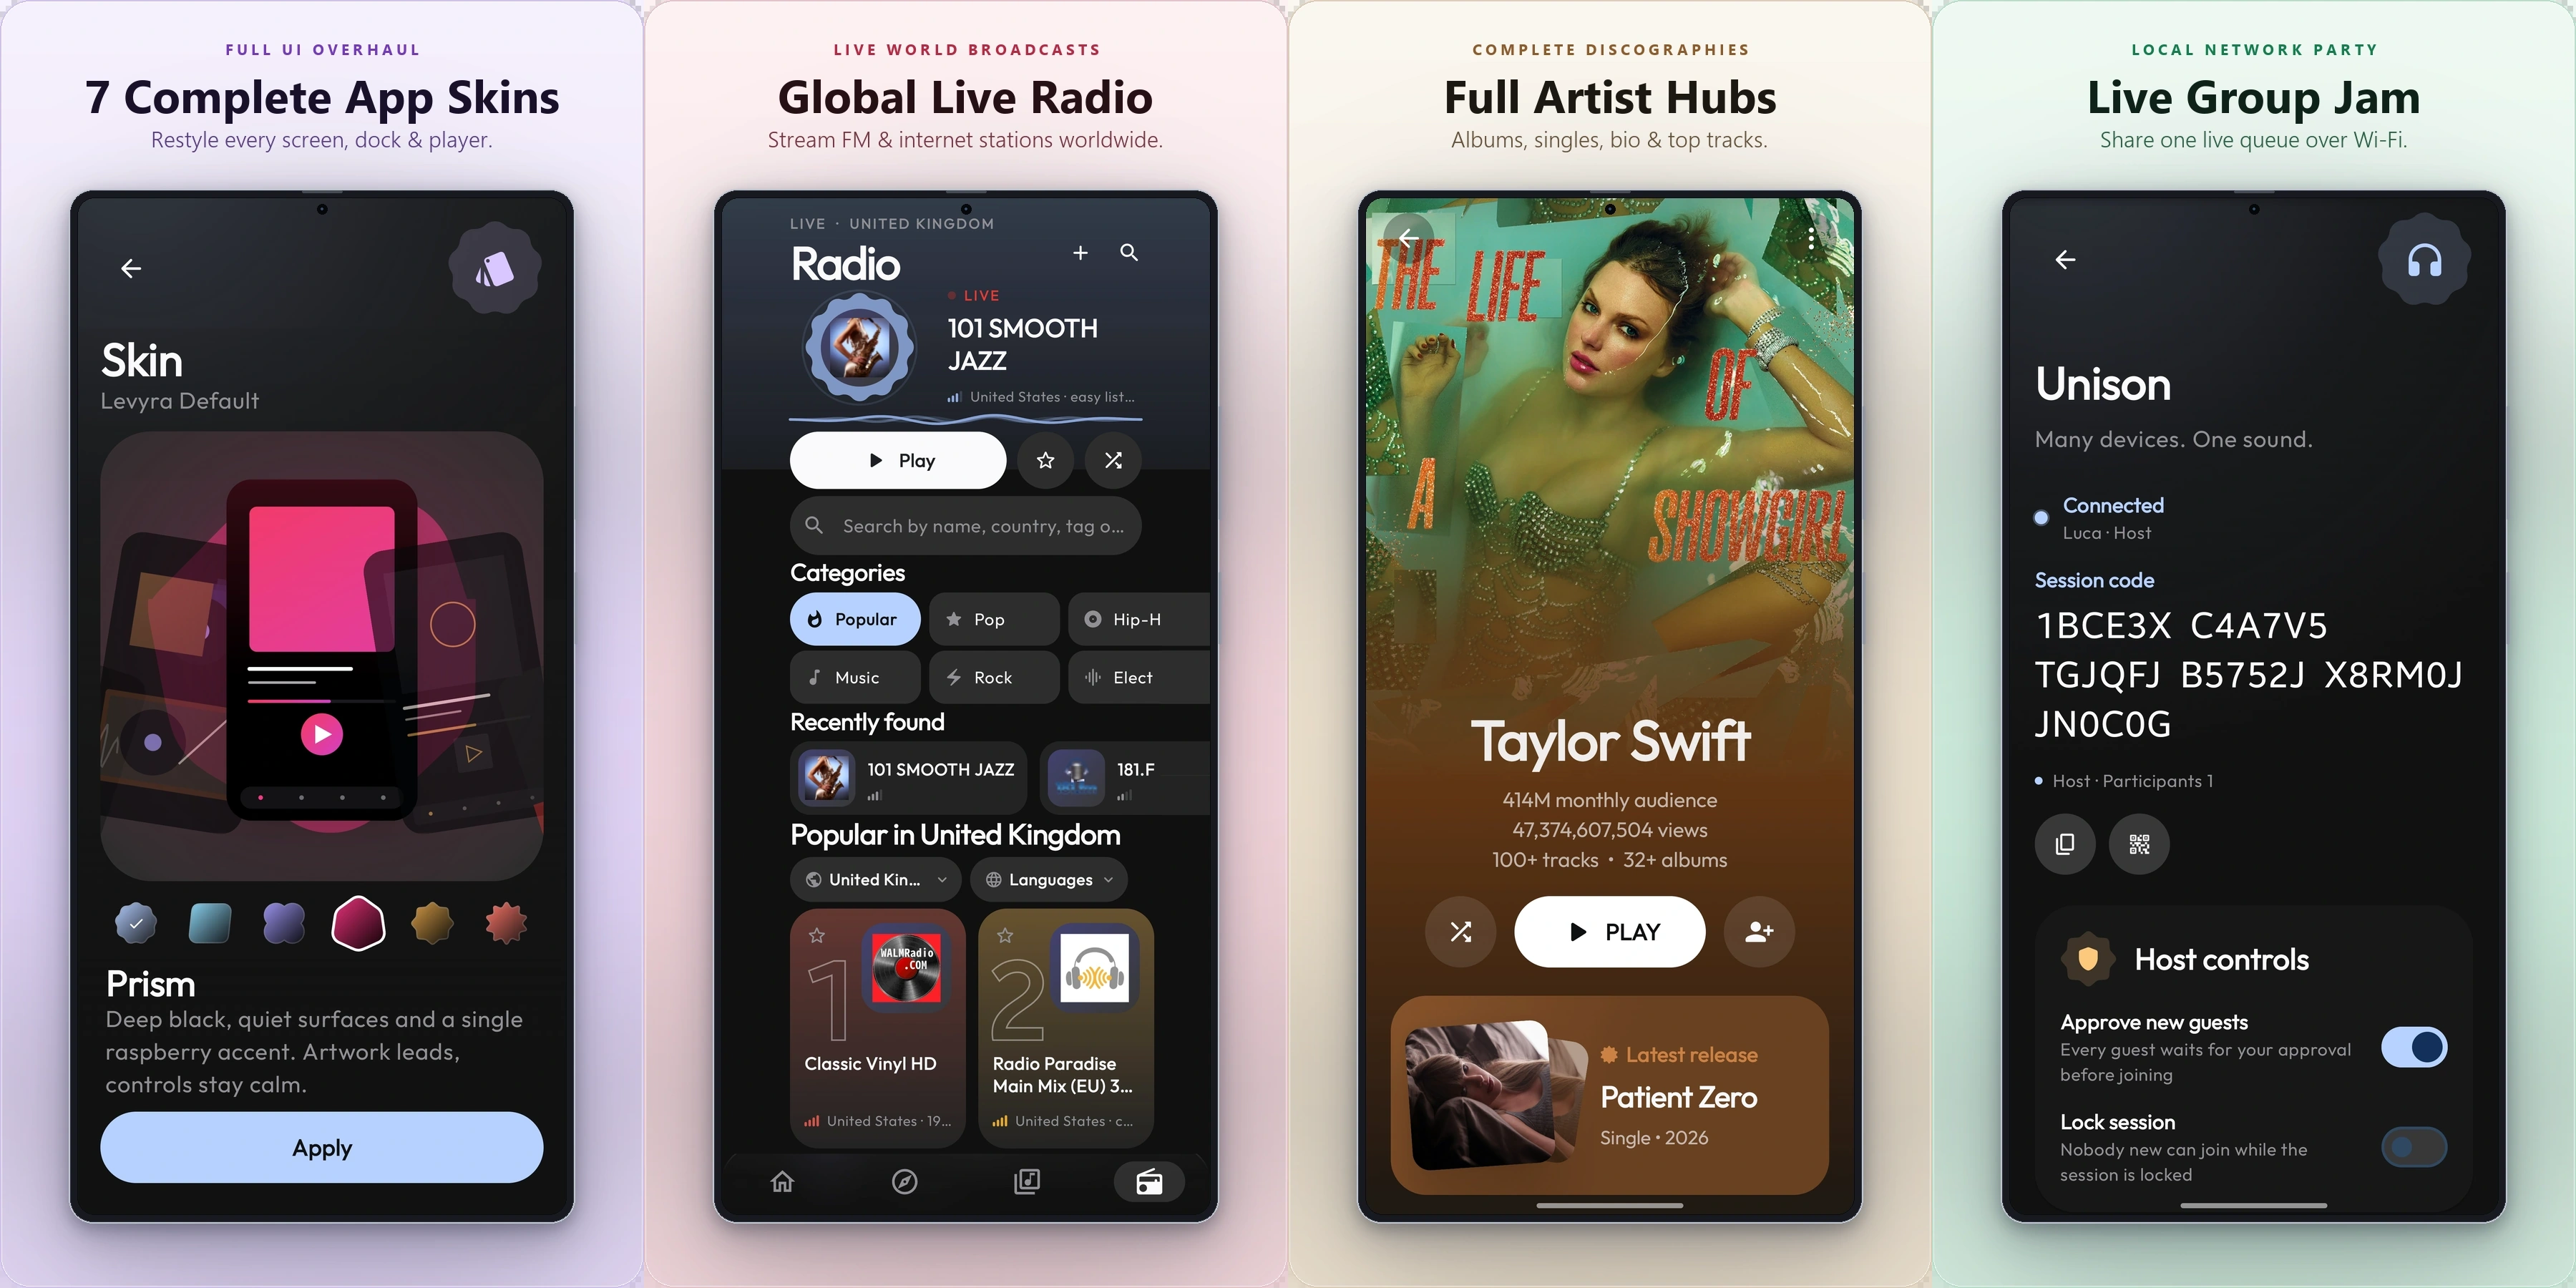 FULL UI OVERHAUL
7 Complete App Skins
Restyle every screen, dock & player.
Skin
Levyra Default
Prism
Deep black, quiet surfaces and a single
raspberry accent. Artwork leads,
controls stay calm.
Apply
LIVE WORLD BROADCASTS
Global Live Radio
Stream FM & internet stations worldwide.
LIVE · UNITED KINGDOM
Radio
LIVE
101 SMOOTH
JAZZ
United States · easy list...
Play
Search by name, country, tag o...
Categories
Popular
Pop
Hip-H
Music
Rock
Elect
Recently found
101 SMOOTH JAZZ
181.F
Popular in United Kingdom
United Kin...
Languages
1
WALMRadio
.COM
Classic Vinyl HD
United States · 19...
2
Radio Paradise
Main Mix (EU) 3...
United States · c...
COMPLETE DISCOGRAPHIES
Full Artist Hubs
Albums, singles, bio & top tracks.
THE LIFE
OF
A
SHOWGIRL
Taylor Swift
414M monthly audience
47,374,607,504 views
100+ tracks • 32+ albums
PLAY
Latest release
Patient Zero
Single • 2026
LOCAL NETWORK PARTY
Live Group Jam
Share one live queue over Wi-Fi.
Unison
Many devices. One sound.
Connected
Luca · Host
Session code
1BCE3X C4A7V5
TGJQFJ B5752J X8RM0J
JN0C0G
Host · Participants 1
Host controls
Approve new guests
Every guest waits for your approval
before joining
Lock session
Nobody new can join while the
session is locked